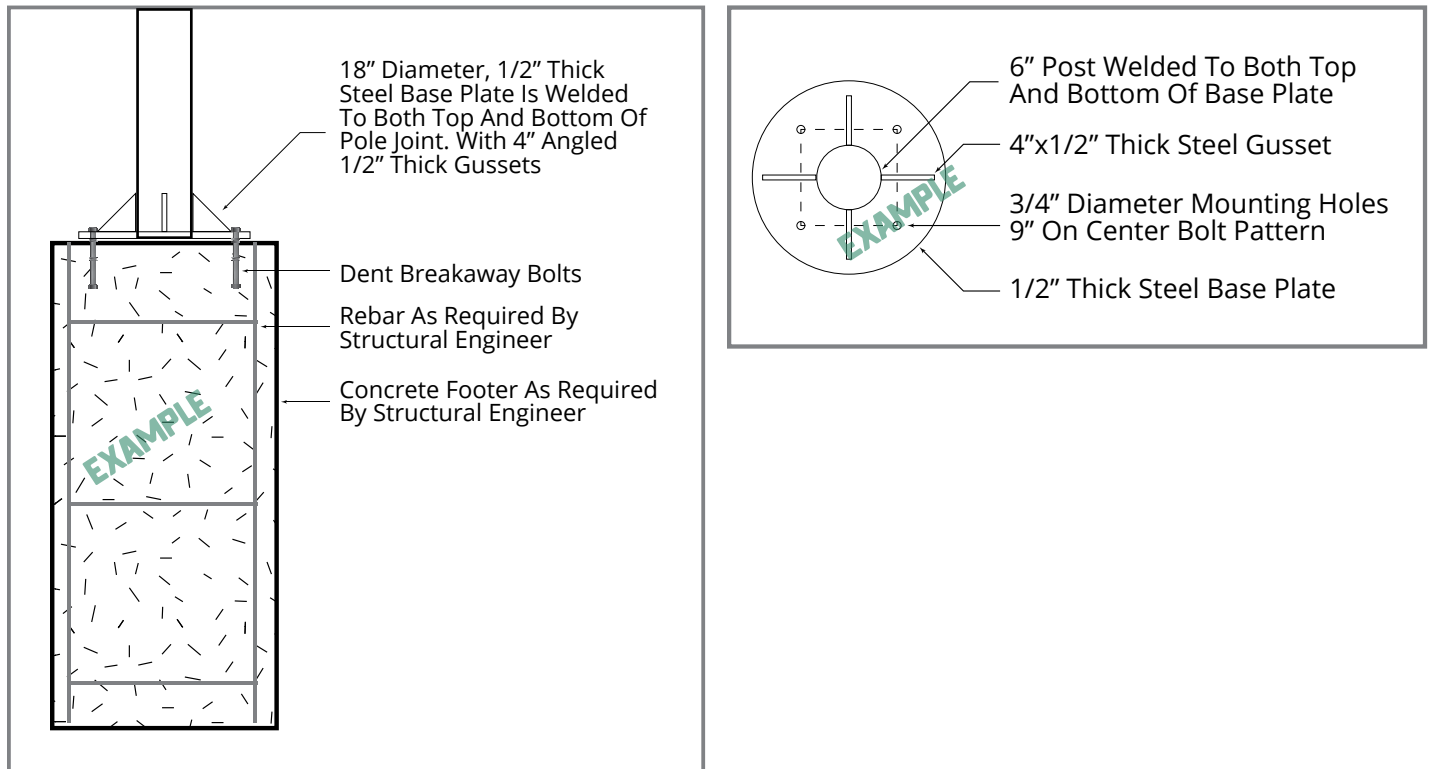 18” Diameter, 1/2” Thick
Steel Base Plate Is Welded
To Both Top And Bottom Of
Pole Joint. With 4” Angled
1/2” Thick Gussets
Dent Breakaway Bolts
Rebar As Required By
Structural Engineer
Concrete Footer As Required
By Structural Engineer
EXAMPLE
6” Post Welded To Both Top
And Bottom Of Base Plate
4”x1/2” Thick Steel Gusset
3/4” Diameter Mounting Holes
9” On Center Bolt Pattern
1/2” Thick Steel Base Plate
EXAMPLE